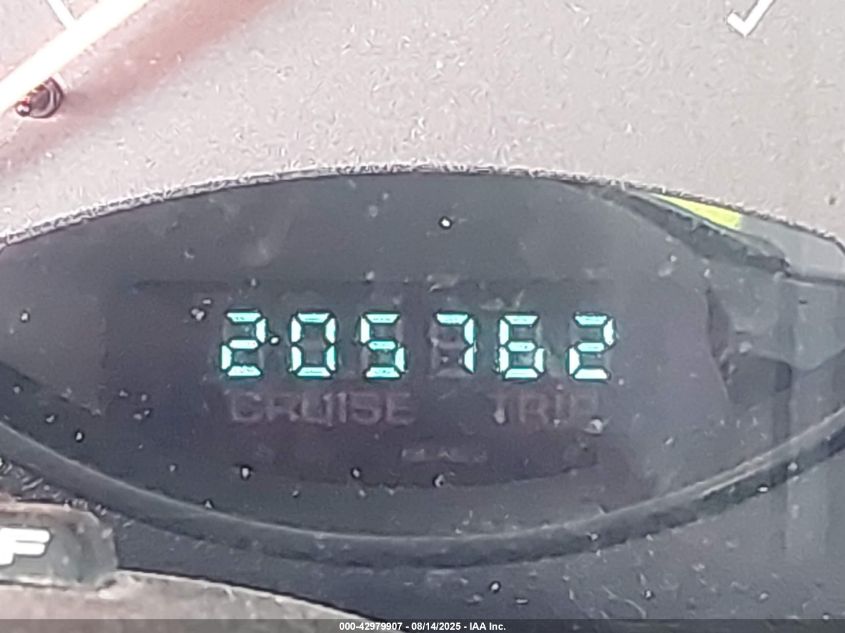 205762
CRUISE TRIP
F
000-42979907 - 08/14/2025 - IAA Inc.